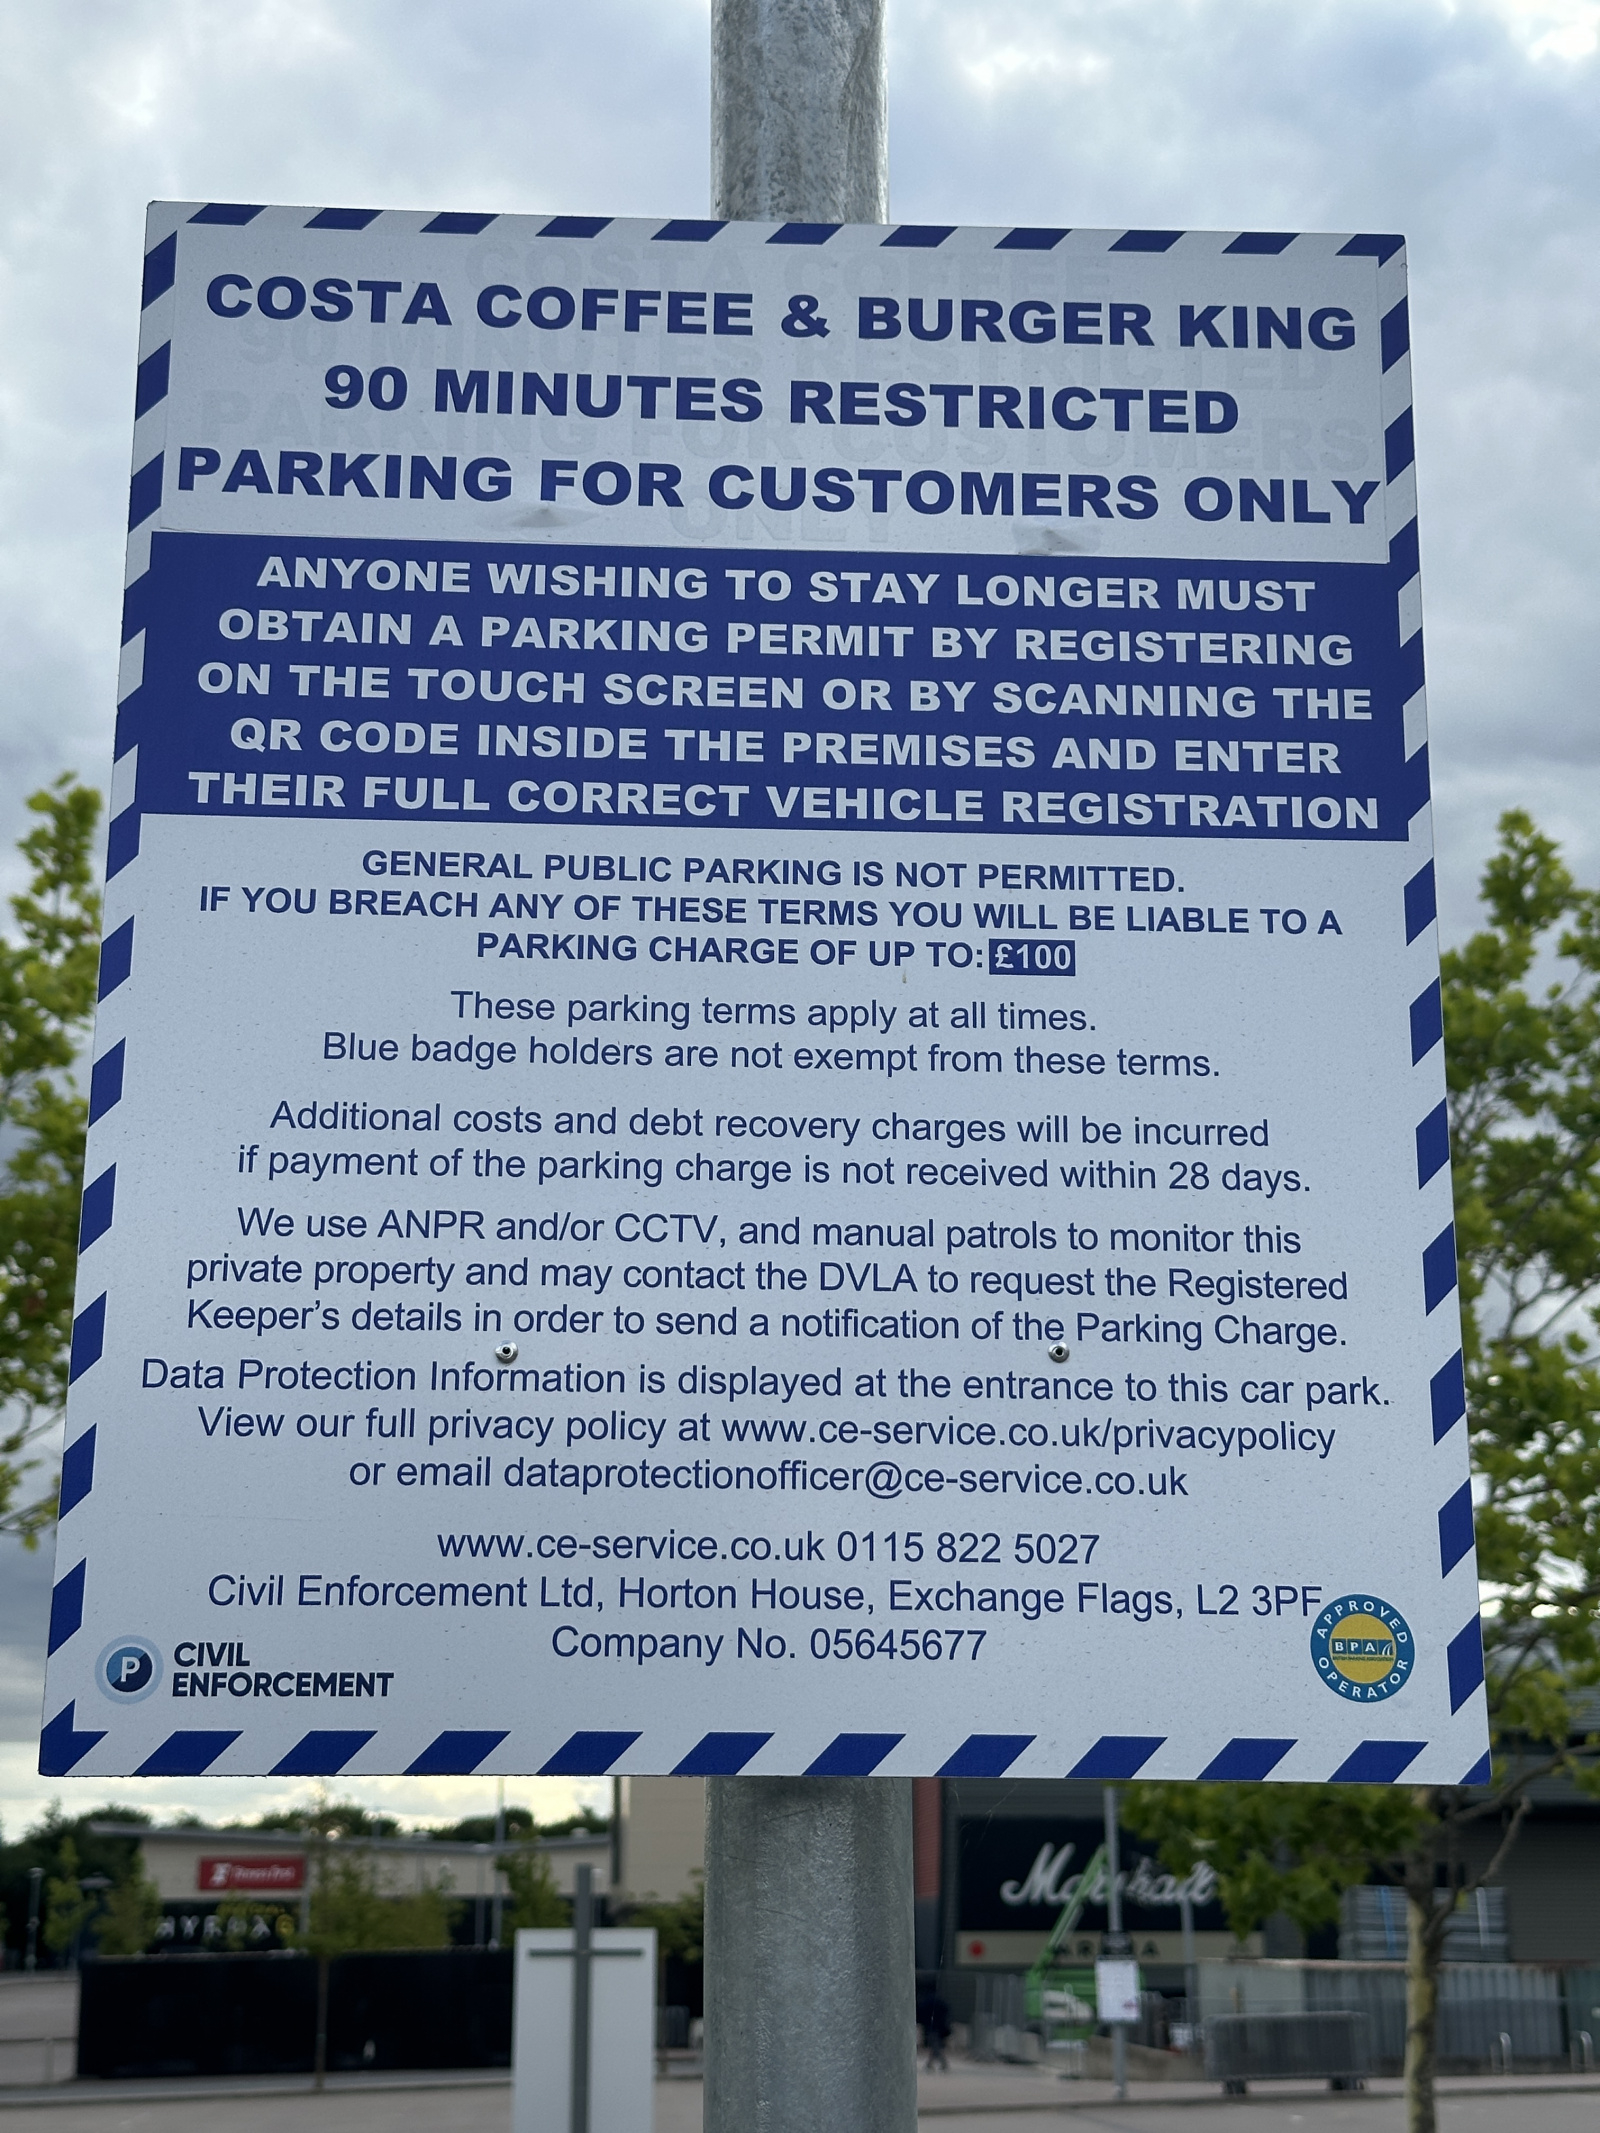 COSTA COFFEE & BURGER KING
90 MINUTES RESTRICTED
PARKING FOR CUSTOMERS ONLY
ANYONE WISHING TO STAY LONGER MUST
OBTAIN A PARKING PERMIT BY REGISTERING
ON THE TOUCH SCREEN OR BY SCANNING THE
QR CODE INSIDE THE PREMISES AND ENTER
THEIR FULL CORRECT VEHICLE REGISTRATION
GENERAL PUBLIC PARKING IS NOT PERMITTED.
IF YOU BREACH ANY OF THESE TERMS YOU WILL BE LIABLE TO A
PARKING CHARGE OF UP TO: £100
These parking terms apply at all times.
Blue badge holders are not exempt from these terms.
Additional costs and debt recovery charges will be incurred
if payment of the parking charge is not received within 28 days.
We use ANPR and/or CCTV, and manual patrols to monitor this
private property and may contact the DVLA to request the Registered
Keeper's details in order to send a notification of the Parking Charge.
Data Protection Information is displayed at the entrance to this car park.
View our full privacy policy at www.ce-service.co.uk/privacypolicy
or email dataprotectionofficer@ce-service.co.uk
www.ce-service.co.uk 0115 822 5027
Civil Enforcement Ltd, Horton House, Exchange Flags, L2 3PF
Company No. 05645677
P CIVIL
ENFORCEMENT
APPROVED
BPA
OPERATOR
Marshall
ARENA